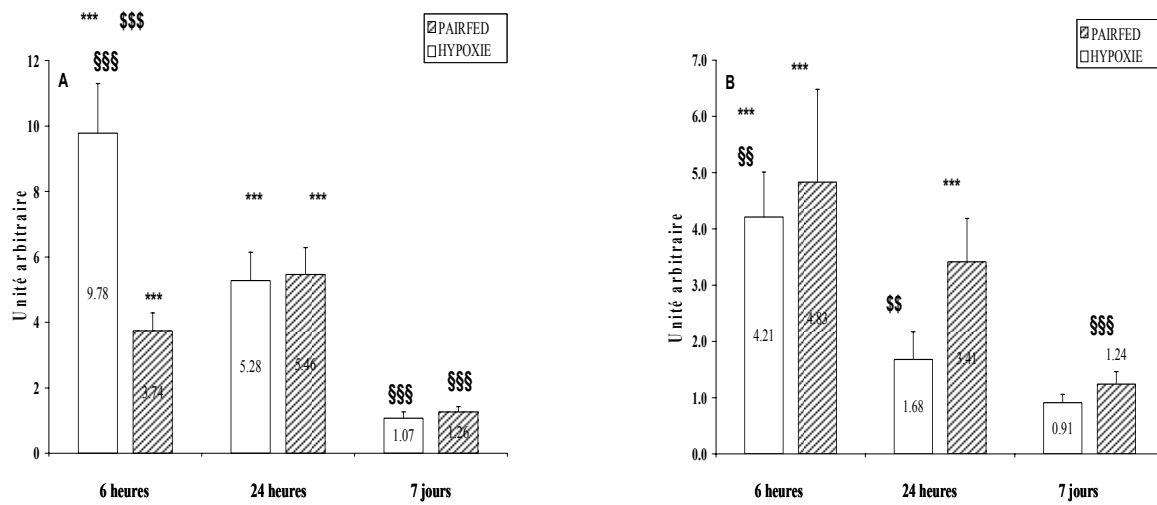 *** $$$
PAIRFED
HYPOXIE
§§§
A
12
10
8
6
4
2
0
Unité arbitraire
9.78
***
3.74
***
***
5.28
5.46
§§§
§§§
1.07
1.26
6 heures
24 heures
7 jours
PAIRFED
HYPOXIE
B
7.0
6.0
5.0
4.0
3.0
2.0
1.0
0.0
Unité arbitraire
***
***
§§
4.21
4.83
***
$$
1.68
3.41
§§§
1.24
0.91
6 heures
24 heures
7 jours